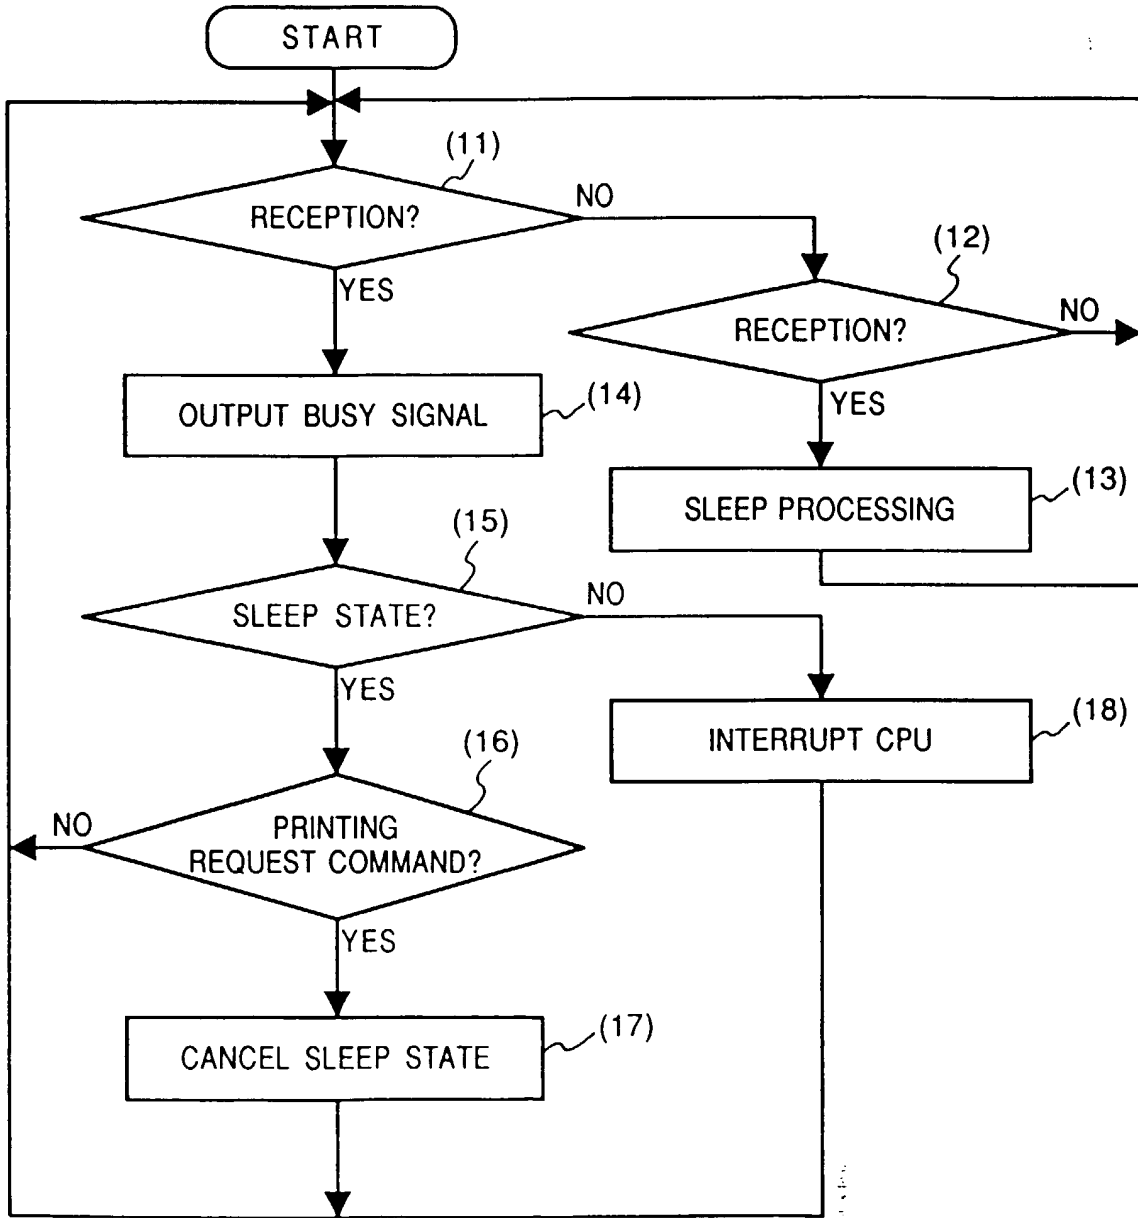 START
(11)
RECEPTION?
NO
YES
(12)
RECEPTION?
NO
YES
OUTPUT BUSY SIGNAL
(14)
(13)
SLEEP PROCESSING
(15)
SLEEP STATE?
NO
YES
(18)
INTERRUPT CPU
(16)
PRINTING
REQUEST COMMAND?
NO
YES
(17)
CANCEL SLEEP STATE